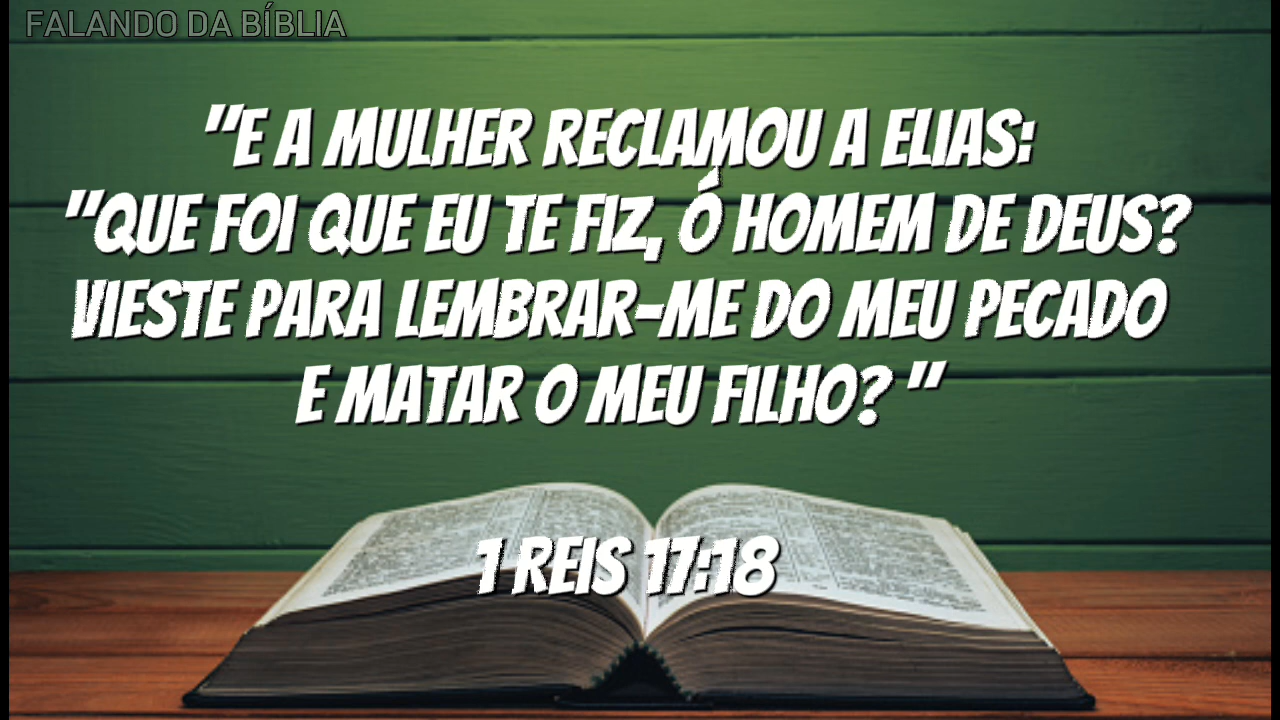 FALANDO DA BÍBLIA
"E A MULHER RECLAMOU A ELIAS:
"QUE FOI QUE EU TE FIZ, Ó HOMEM DE DEUS?
VIESTE PARA LEMBRAR-ME DO MEU PECADO
E MATAR O MEU FILHO? "
1 REIS 17:18